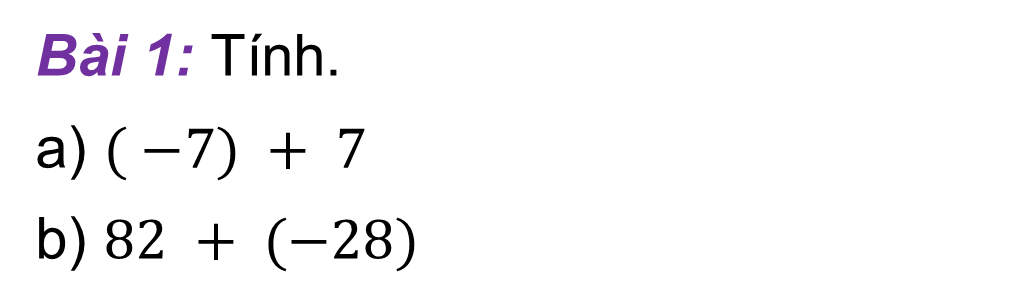 Bài 1: Tính.
a) ( −7) + 7
b) 82 + (−28)